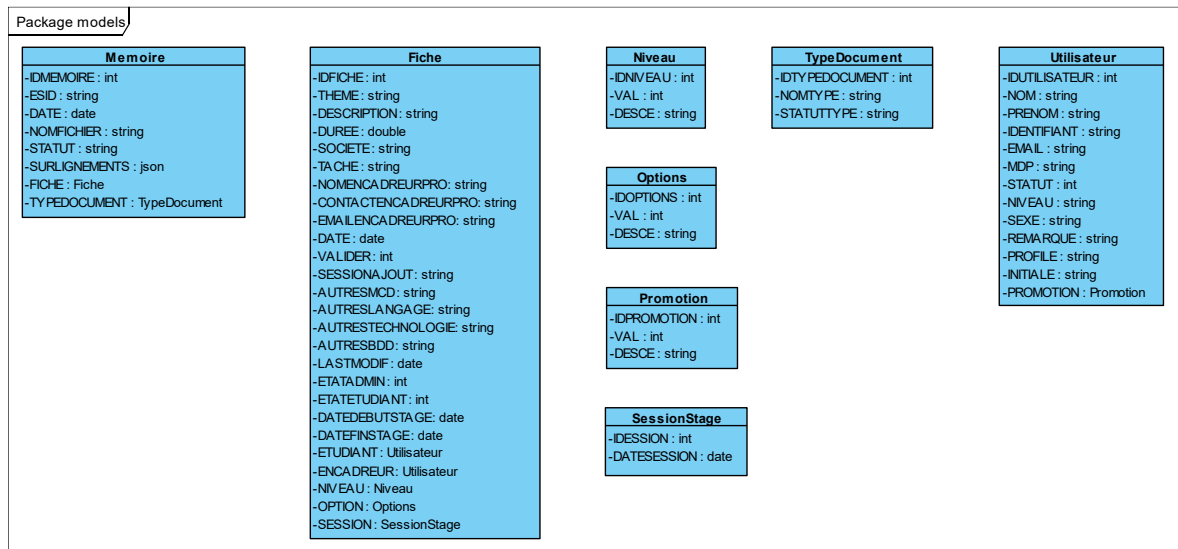 Package models
Memoire
-IDMEMOIRE : int
-ESID : string
-DATE : date
-NOMFICHIER : string
-STATUT : string
-SURLIGNEMENTS : json
-FICHE : Fiche
-TYPEDOCUMENT : TypeDocument
Fiche
-IDFICHE : int
-THEME : string
-DESCRIPTION : string
-DUREE : double
-SOCIETE : string
-TACHE : string
-NOMENCADREURPRO : string
-CONTACTENCADREURPRO : string
-EMAILENCADREURPRO : string
-DATE : date
-VALIDER : int
-SESSIONAJOUT : string
-AUTRESMCD : string
-AUTRESLANGAGE : string
-AUTRESTECHNOLOGIE : string
-AUTRESBDD : string
-LASTMODIF : date
-ETATADMIN : int
-ETATETUDIANT : int
-DATEDEBUTSTAGE : date
-DATEFINSTAGE : date
-ETUDIANT : Utilisateur
-ENCADREUR : Utilisateur
-NIVEAU : Niveau
-OPTION : Options
-SESSION : SessionStage
Niveau
-IDNIVEAU : int
-VAL : int
-DESCE : string
Options
-IDOPTIONS : int
-VAL : int
-DESCE : string
Promotion
-IDPROMOTION : int
-VAL : int
-DESCE : string
SessionStage
-IDESSION : int
-DATESESSION : date
TypeDocument
-IDTYPEDOCUMENT : int
-NOMTYPE : string
-STATUTTYPE : string
Utilisateur
-IDUTILISATEUR : int
-NOM : string
-PRENOM : string
-IDENTIFIANT : string
-EMAIL : string
-MDP : string
-STATUT : int
-NIVEAU : string
-SEXE : string
-REMARQUE : string
-PROFILE : string
-INITIALE : string
-PROMOTION : Promotion